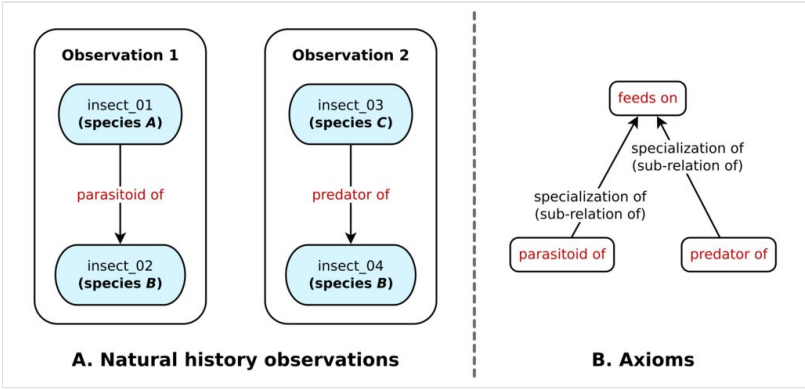 Observation 1
insect_01
(species A)
parasitoid of
insect_02
(species B)
Observation 2
insect_03
(species C)
predator of
insect_04
(species B)
A. Natural history observations
feeds on
specialization of
(sub-relation of)
specialization of
(sub-relation of)
parasitoid of
predator of
B. Axioms